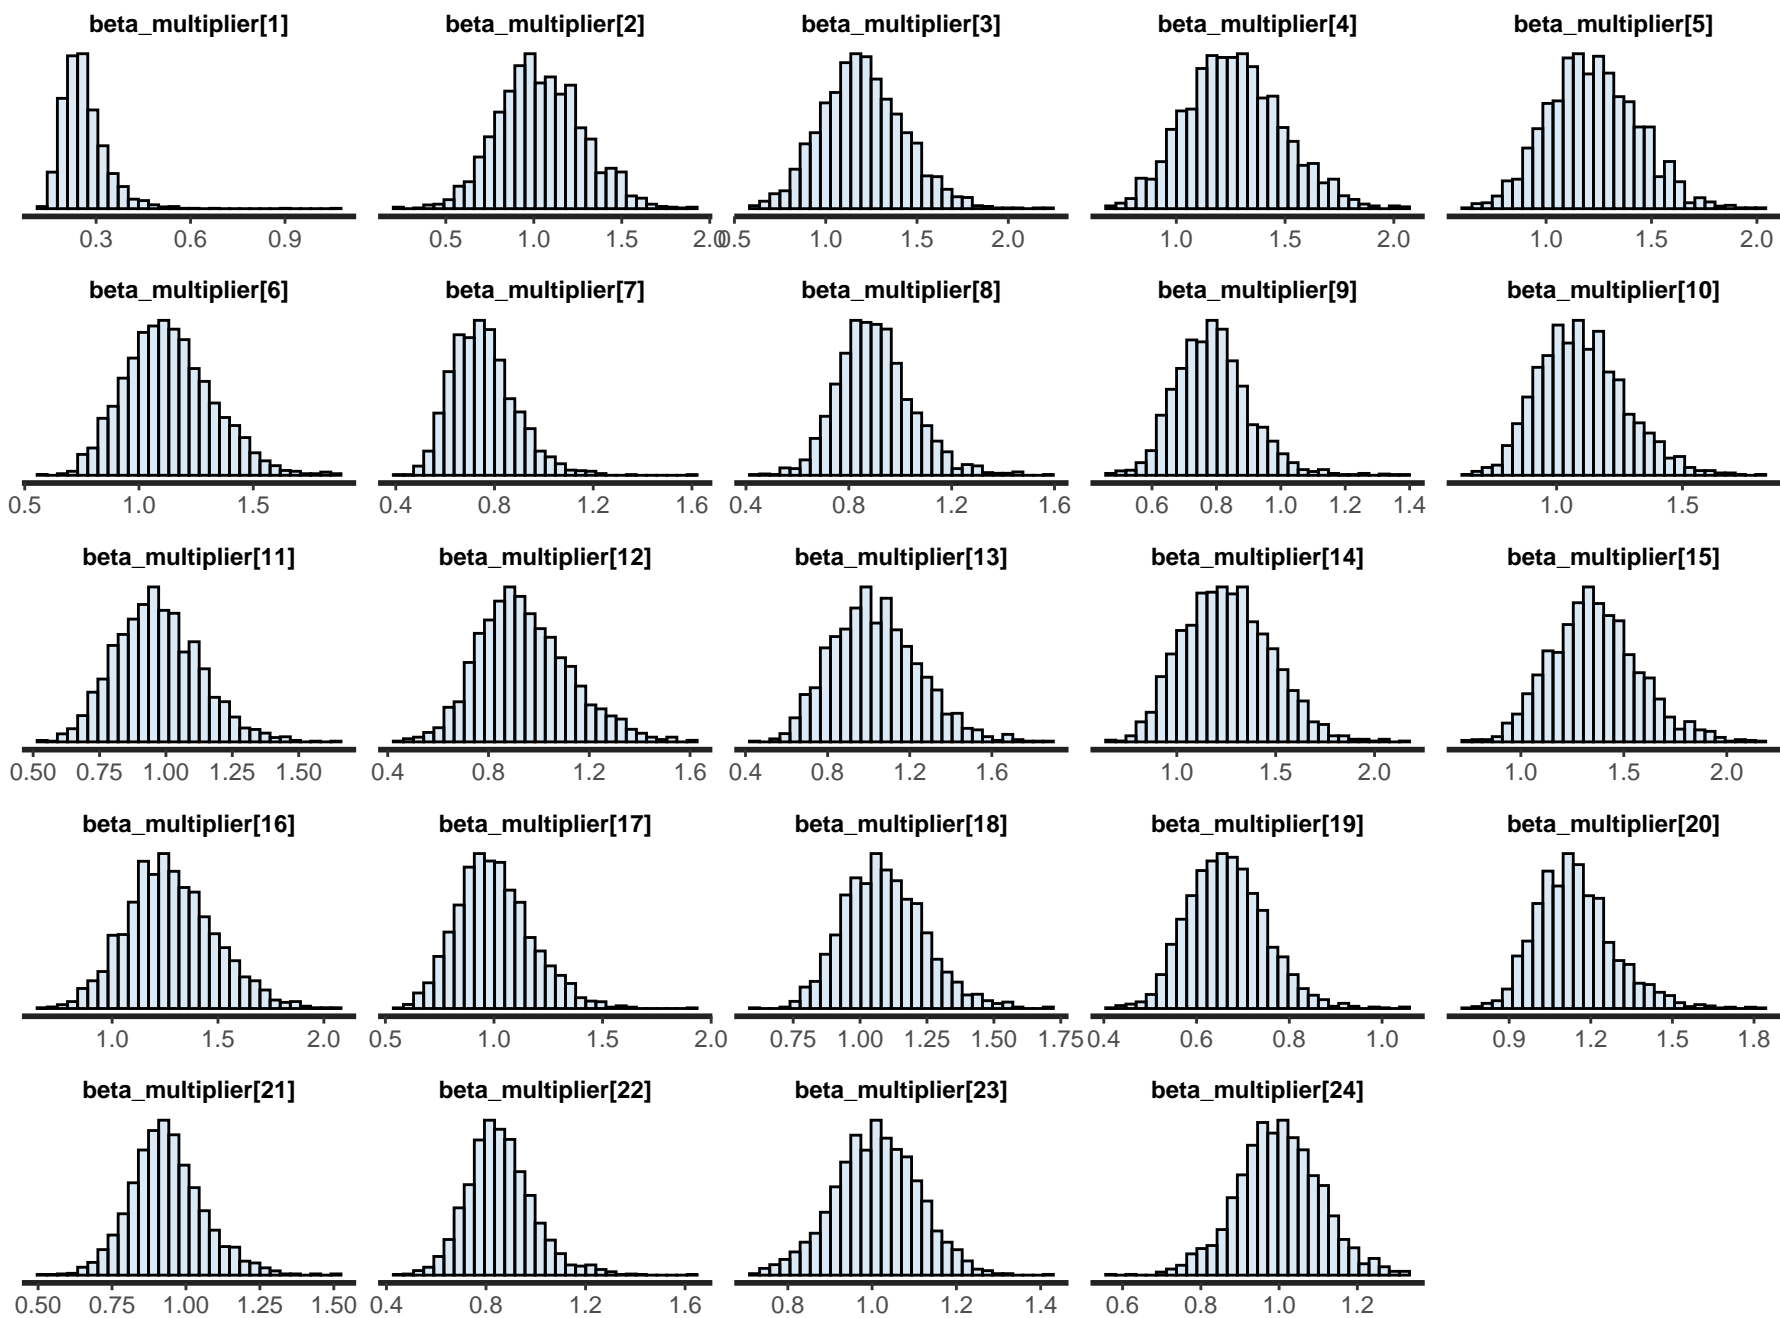 beta_multiplier[1] beta_multiplier[2] beta_multiplier[3] beta_multiplier[4] beta_multiplier[5]
0.3 0.6 0.9 0.5 1.0 1.5 2.0 0.5 1.0 1.5 2.0 1.0 1.5 2.0 1.0 1.5 2.0
beta_multiplier[6] beta_multiplier[7] beta_multiplier[8] beta_multiplier[9] beta_multiplier[10]
0.5 1.0 1.5 0.4 0.8 1.2 1.6 0.4 0.8 1.2 1.6 0.6 0.8 1.0 1.2 1.4 1.0 1.5
beta_multiplier[11] beta_multiplier[12] beta_multiplier[13] beta_multiplier[14] beta_multiplier[15]
0.50 0.75 1.00 1.25 1.50 0.4 0.8 1.2 1.6 0.4 0.8 1.2 1.6 1.0 1.5 2.0 1.0 1.5 2.0
beta_multiplier[16] beta_multiplier[17] beta_multiplier[18] beta_multiplier[19] beta_multiplier[20]
1.0 1.5 2.0 0.5 1.0 1.5 2.0 0.75 1.00 1.25 1.50 1.75 0.4 0.6 0.8 1.0 0.9 1.2 1.5 1.8
beta_multiplier[21] beta_multiplier[22] beta_multiplier[23] beta_multiplier[24]
0.50 0.75 1.00 1.25 1.50 0.4 0.8 1.2 1.6 0.8 1.0 1.2 1.4 0.6 0.8 1.0 1.2